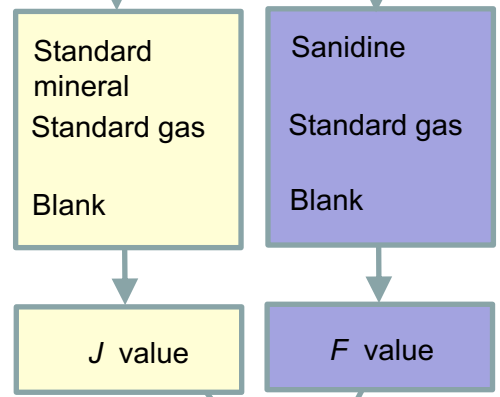 Standard
mineral
Standard gas
Blank
Sanidine
Standard gas
Blank
J value
F value